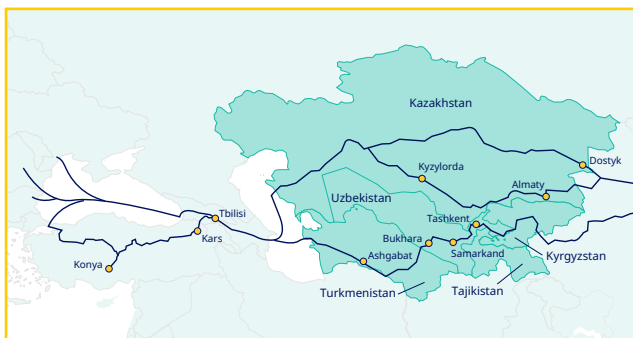 Kazakhstan
Dostyk
Kyzylorda
Almaty
Uzbekistan
Tbilisi
Tashkent
Kars
Bukhara
Konya
Ashgabat
Samarkand
Kyrgyzstan
Turkmenistan
Tajikistan